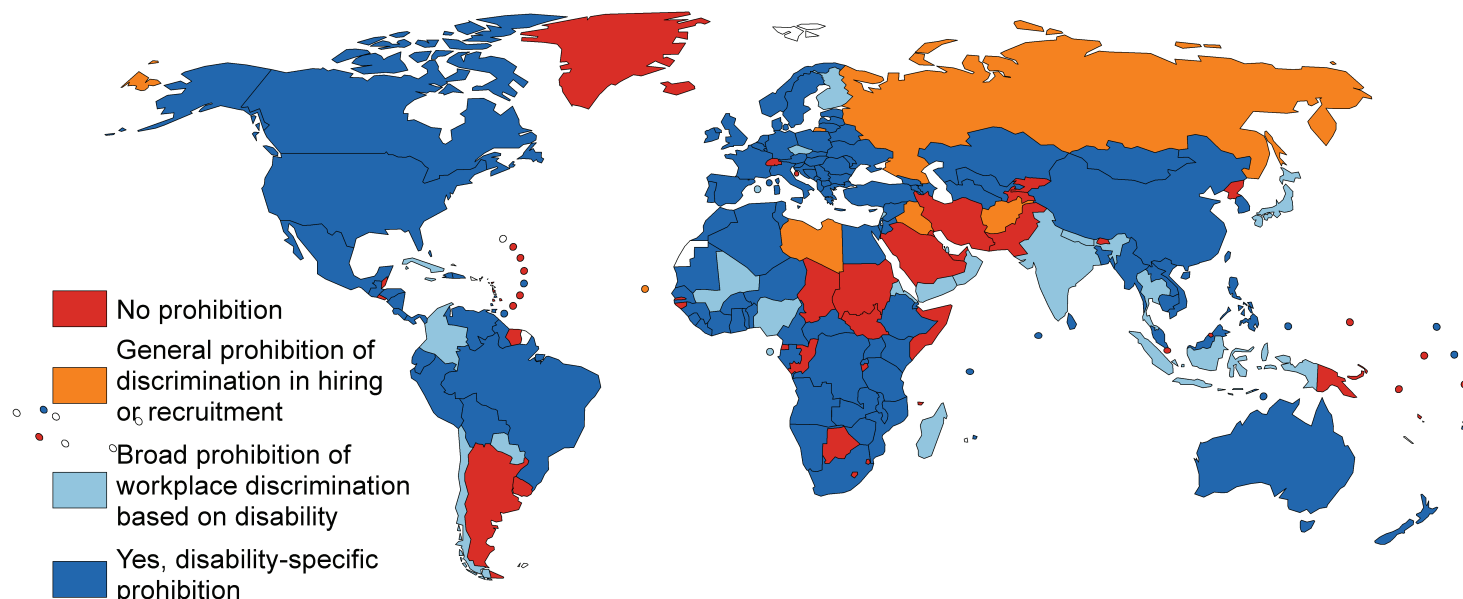 No prohibition
General prohibition of
discrimination in hiring
or recruitment
Broad prohibition of
workplace discrimination
based on disability
Yes, disability-specific
prohibition